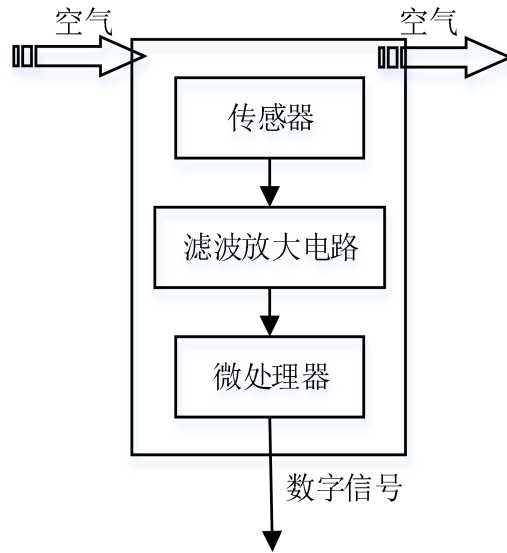 空气
空气
传感器
滤波放大电路
微处理器
数字信号